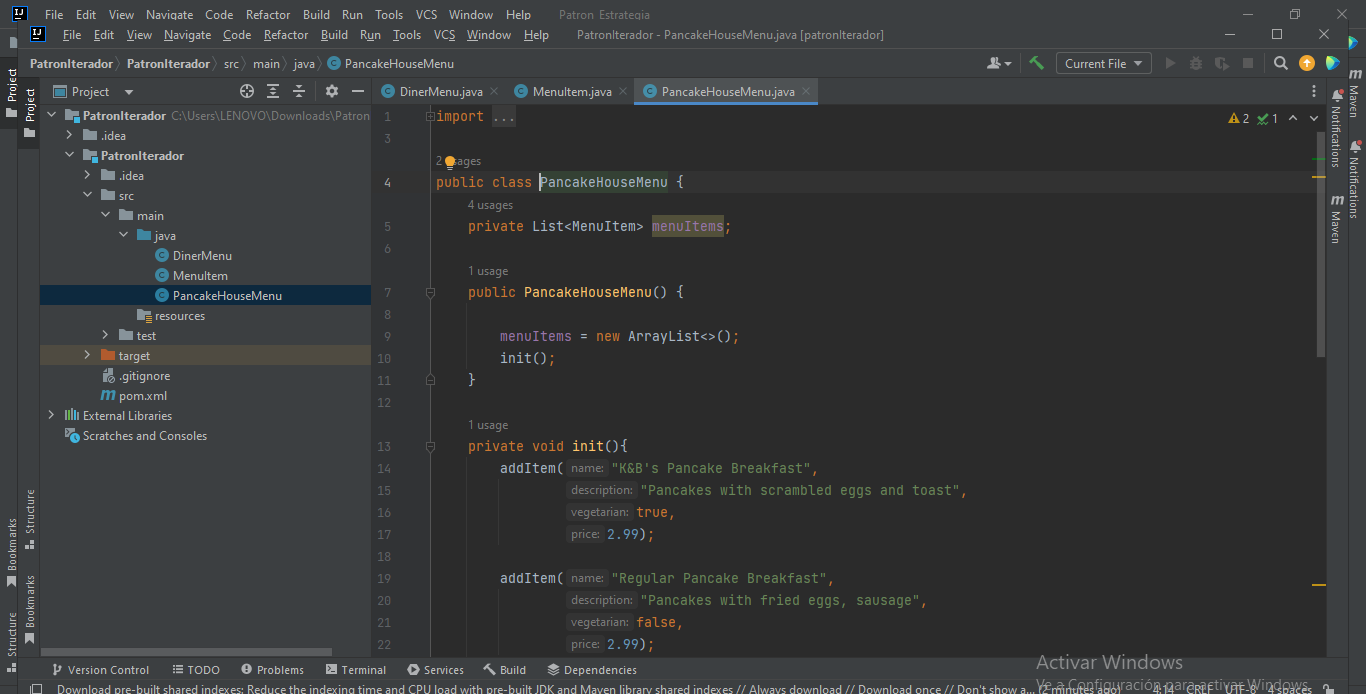 File Edit View Navigate Code Refactor Build Run Tools VCS Window Help Patron Estrategia
File Edit View Navigate Code Refactor Build Run Tools VCS Window Help PatronIterador - PancakeHouseMenu.java [patronIterador]
PatronIterador PatronIterador src main java PancakeHouseMenu Current File
Project DinerMenu.java MenuItem.java PancakeHouseMenu.java
PatronIterador C:\Users\LENOVO\Downloads\Patron
.idea
PatronIterador
.idea
src
main
java
DinerMenu
MenuItem
PancakeHouseMenu
resources
test
target
.gitignore
pom.xml
External Libraries
Scratches and Consoles
1 import ...
2 1
3
4 public class PancakeHouseMenu {
4 usages
5 private List<MenuItem> menuItems;
6
1 usage
7 public PancakeHouseMenu() {
8
9 menuItems = new ArrayList<>();
10 init();
11 }
12
1 usage
13 private void init(){
14 addItem( name: "K&B's Pancake Breakfast",
15 description: "Pancakes with scrambled eggs and toast",
16 vegetarian: true,
17 price: 2.99);
18
19 addItem( name: "Regular Pancake Breakfast",
20 description: "Pancakes with fried eggs, sausage",
21 vegetarian: false,
22 price: 2.99);
Project
Project
Structure
Bookmarks
Bookmarks
Structure
Maven
Notifications
Notifications
Maven
Version Control TODO Problems Terminal Services Build Dependencies
Activar Windows
Ve a Configuración para activar Windows.
Download pre-built shared indexes: Reduce the indexing time and CPU load with pre-built JDK and Maven library shared indexes // Always download // Download once // Don't show a... (2 minutes ago) 4:14 CRLF UTF-8 4 spaces